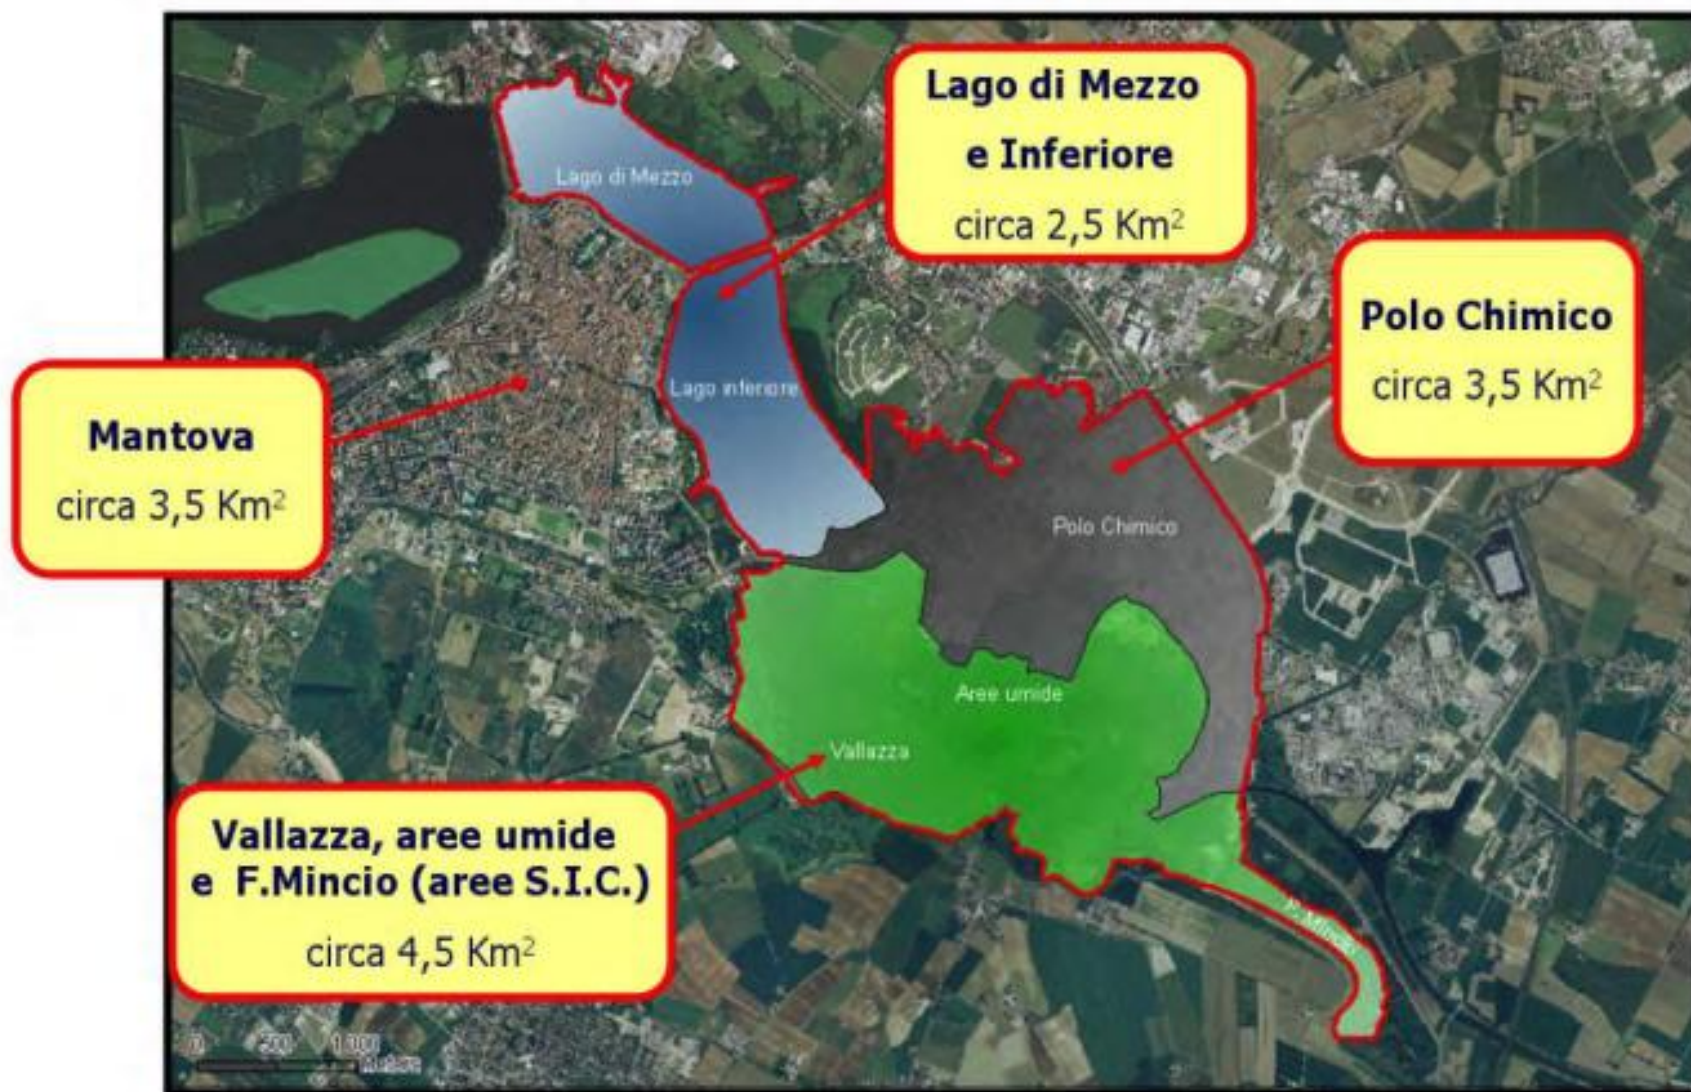 Lago di Mezzo
e Inferiore
circa 2,5 Km²
Lago di Mezzo
Polo Chimico
circa 3,5 Km²
Lago inferiore
Mantova
circa 3,5 Km²
Polo Chimico
Aree umide
Vallazza
Vallazza, aree umide
e F.Mincio (aree S.I.C.)
circa 4,5 Km²
F. Mincio
0 500 1.000
Meters